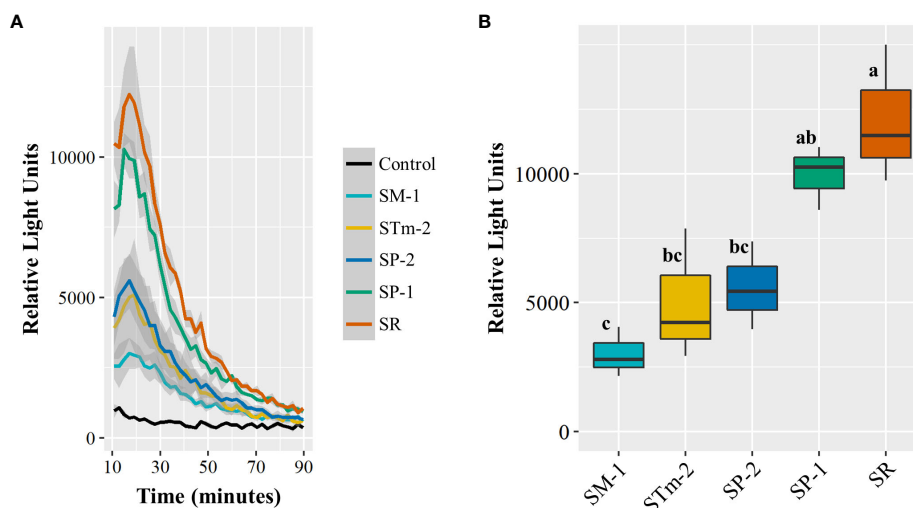 A
Relative Light Units
10000
5000
0
10 30 50 70 90
Time (minutes)
Control
SM-1
STm-2
SP-2
SP-1
SR
B
Relative Light Units
10000
5000
0
c
bc
bc
ab
a
SM-1
STm-2
SP-2
SP-1
SR